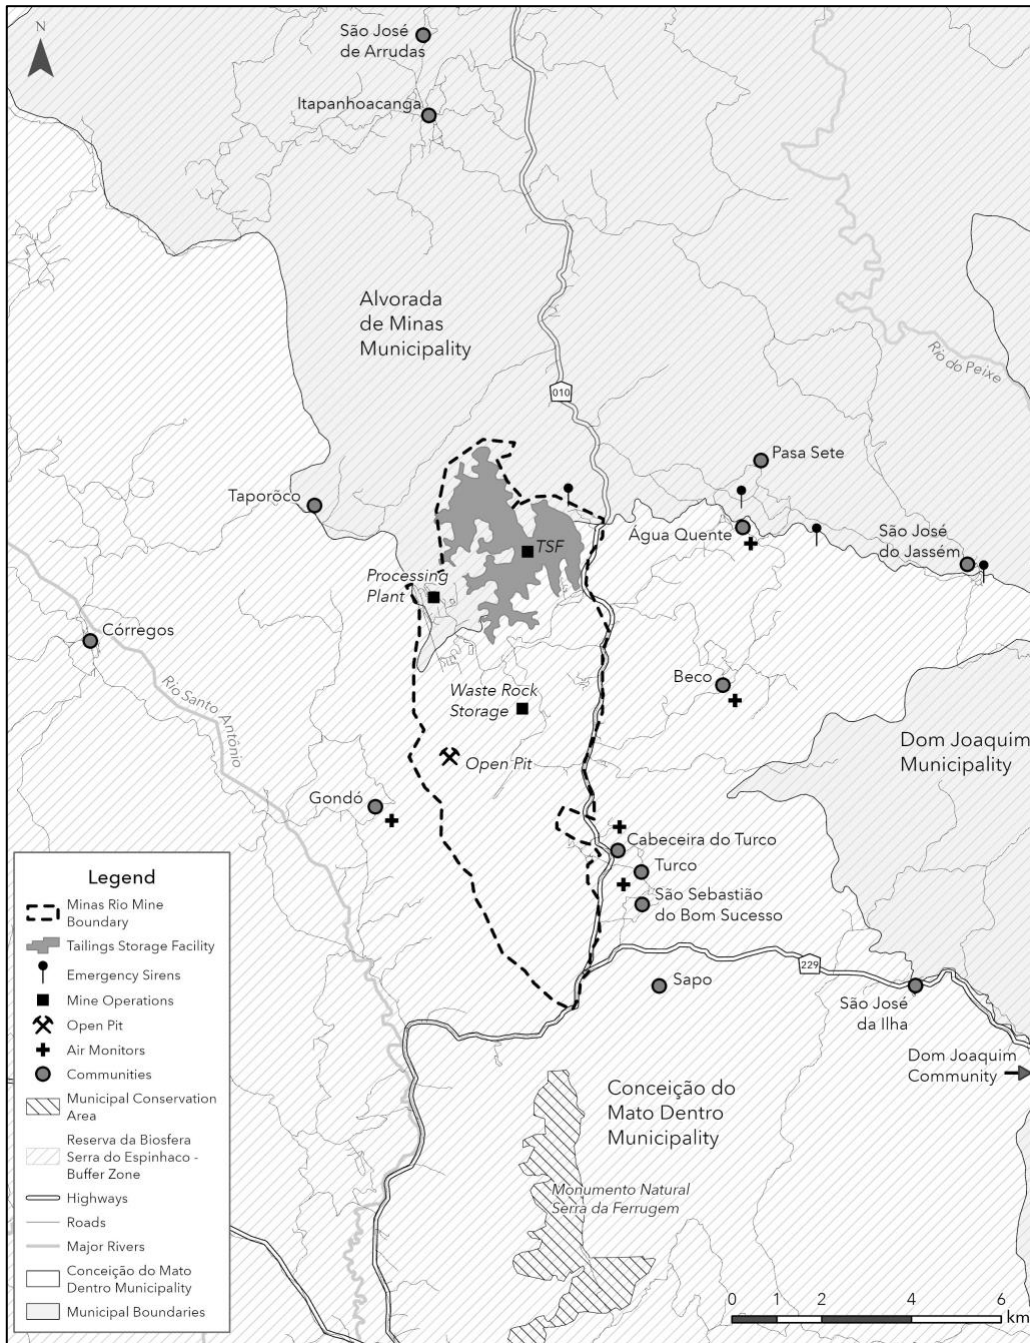 N
São José
de Arrudas
Itapanhoacanga
Alvorada
de Minas
Municipality
Rio do Peixe
010
Pasa Sete
Taporōco
Água Quente
São José
do Jassém
TSF
Processing
Plant
Córregos
Rio Santo Antônio
Beco
Waste Rock
Storage
Dom Joaquim
Municipality
Open Pit
Gondó
Cabeceira do Turco
Turco
São Sebastião
do Bom Sucesso
229
Sapo
São José
da Ilha
Dom Joaquim
Community
Conceição do
Mato Dentro
Municipality
Monumento Natural
Serra da Ferrugem
Legend
Minas Rio Mine
Boundary
Tailings Storage Facility
Emergency Sirens
Mine Operations
Open Pit
Air Monitors
Communities
Municipal Conservation
Area
Reserva da Biosfera
Serra do Espinhaco -
Buffer Zone
Highways
Roads
Major Rivers
Conceição do Mato
Dentro Municipality
Municipal Boundaries
0 1 2 4 6
km